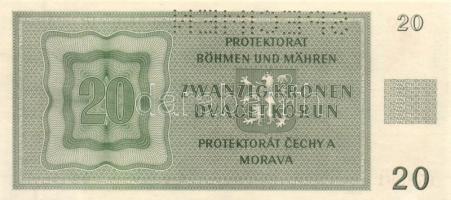 20
PROTEKTORAT
BÖHMEN UND MÄHREN
20
ZWANZIG KRONEN
DVACET KORUN
PROTEKTORÁT ČECHY A
MORAVA
20